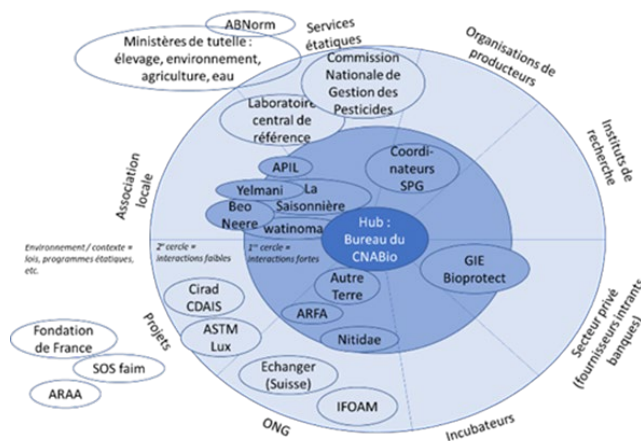 ABNorm
Ministères de tutelle :
élevage, environnement,
agriculture, eau
Services
étatiques
Commission
Nationale de
Gestion des
Pesticides
Organisations de
producteurs
Instituts de
recherche
Laboratoire
central de
référence
Association
locale
APIL
Coordi-
nateurs
SPG
Yelmani
La
Saisonnière
Beo
Neere
watinoma
Hub :
Bureau du
CNABio
Environnement / contexte =
lois, programmes étatiques,
etc.
2e cercle =
interactions faibles
1er cercle =
interactions fortes
GIE
Bioprotect
Cirad
CDAIS
Autre
Terre
ARFA
ASTM
Lux
Nitidae
Fondation
de France
SOS faim
ARAA
Projets
Echanger
(Suisse)
IFOAM
ONG
Incubateurs
Secteur privé
(fournisseurs intrants
banques)